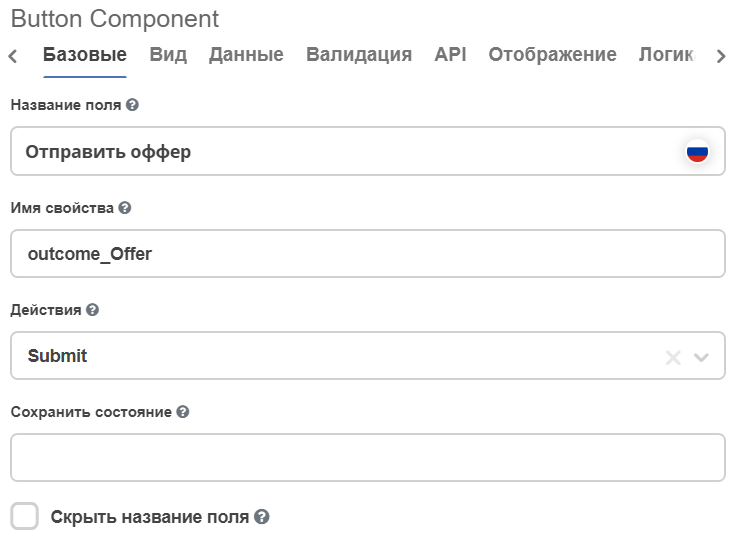 Button Component
Базовые Вид Данные Валидация API Отображение Логик
Название поля
Отправить оффер
Имя свойства
outcome_Offer
Действия
Submit
Сохранить состояние
Скрыть название поля